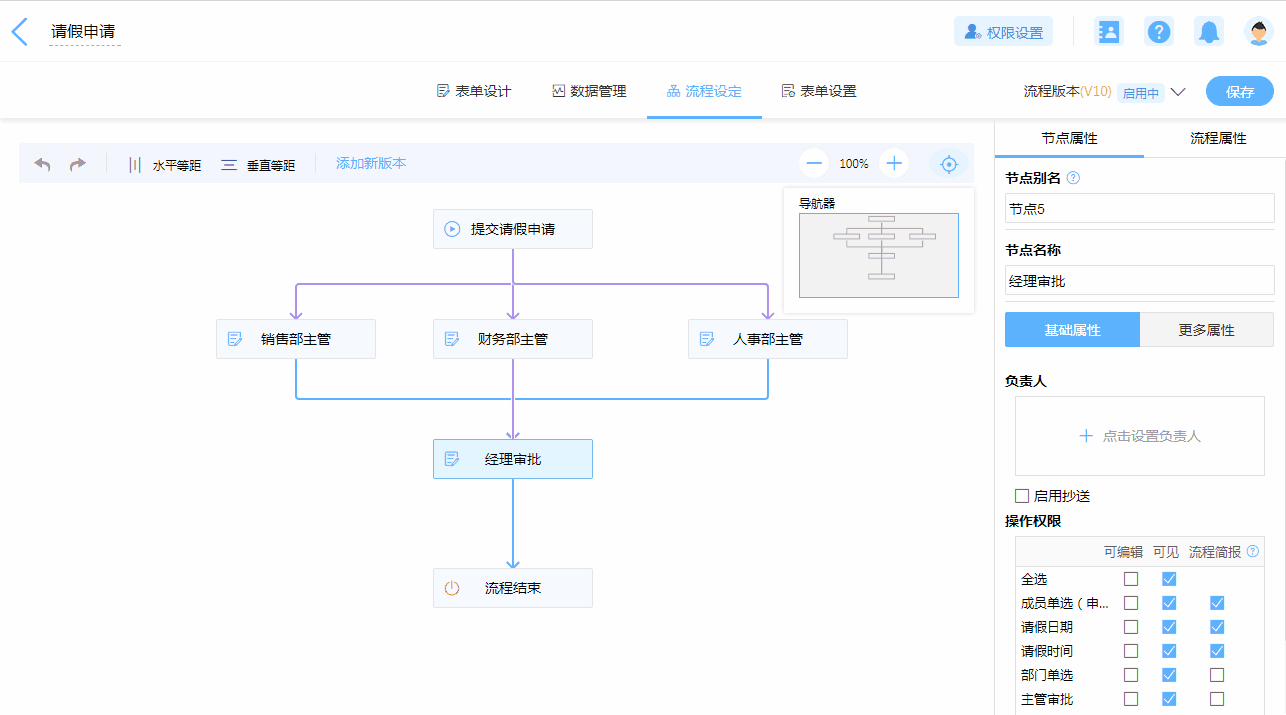 请假申请
权限设置
表单设计 数据管理 流程设定 表单设置
流程版本(V10) 启用中
保存
水平等距 垂直等距 添加新版本
100%
导航器
提交请假申请
销售部主管 财务部主管 人事部主管
经理审批
流程结束
节点属性 流程属性
节点别名
节点5
节点名称
经理审批
基础属性 更多属性
负责人
点击设置负责人
启用抄送
操作权限
可编辑 可见 流程简报
全选
成员单选（申...
请假日期
请假时间
部门单选
主管审批